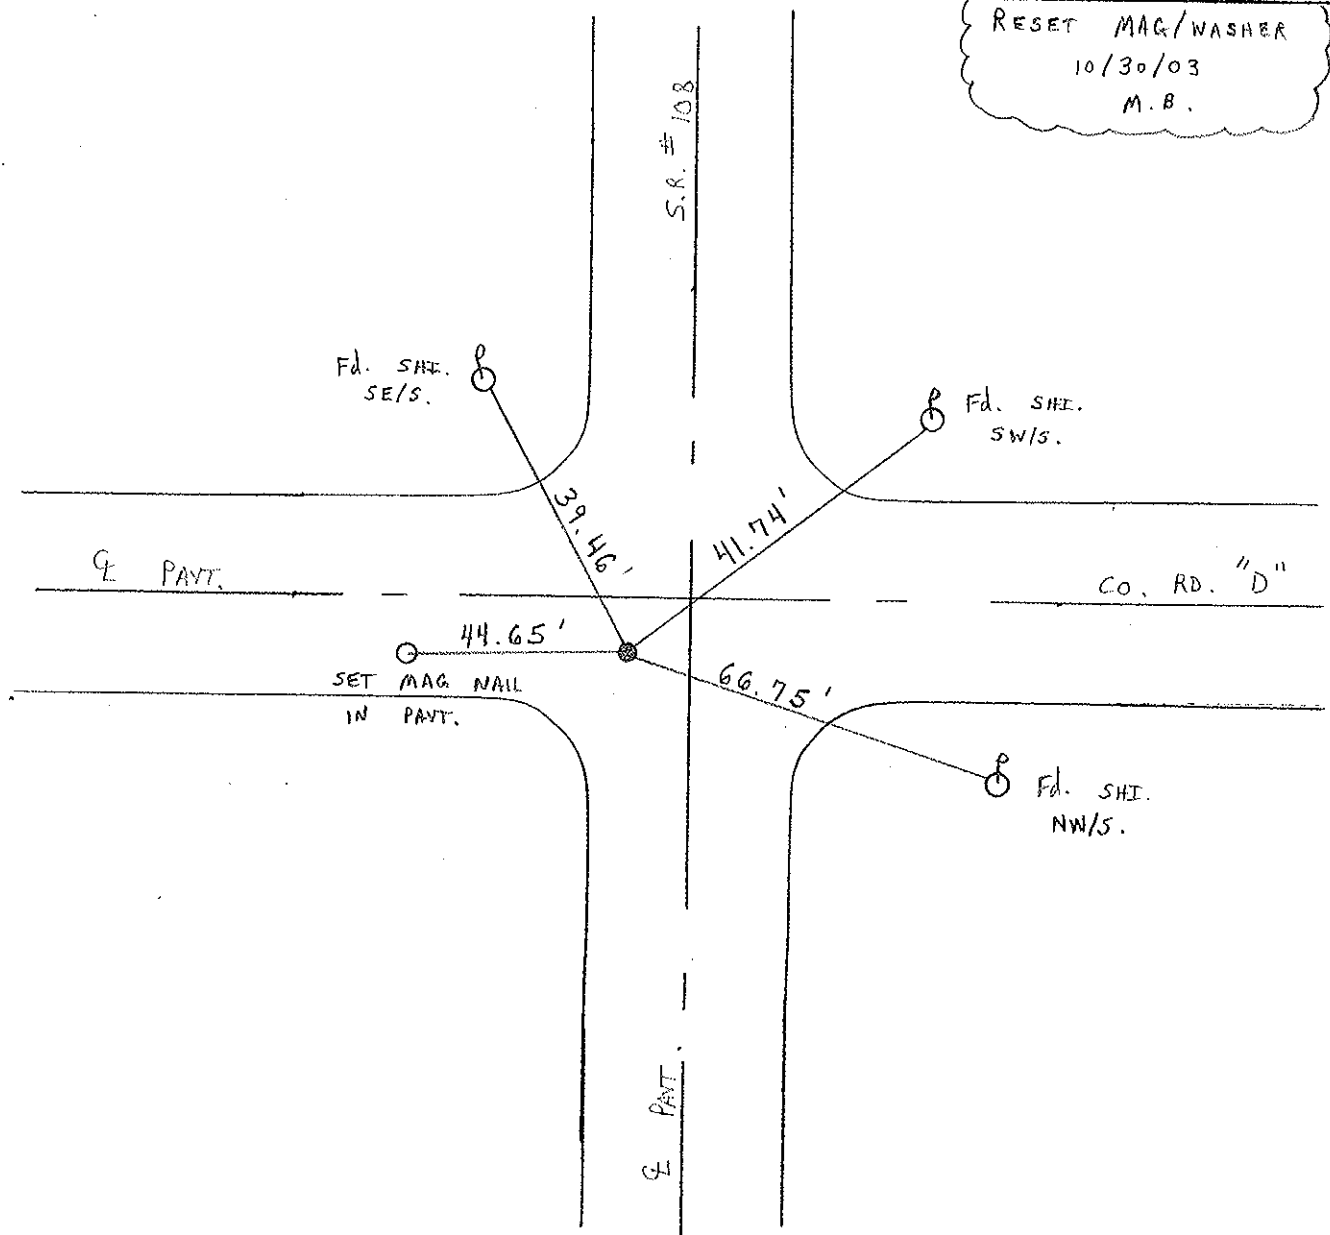 RESET MAG/WASHER
10/30/03
M.B.
S.R. # 108
Fd. SHI.
SE/S.
Fd. SHI.
SW/S.
39.46'
41.74'
℄ PAVT.
CO. RD. "D"
44.65'
SET MAG NAIL
IN PAVT.
66.75'
Fd. SHI.
NW/S.
℄ PAVT.